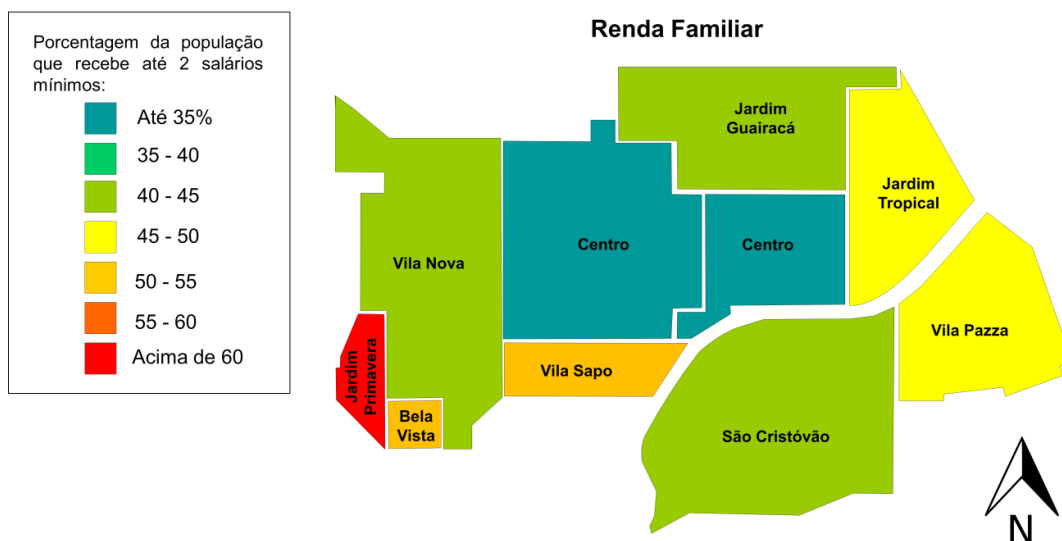 Renda Familiar
Porcentagem da população
que recebe até 2 salários
mínimos:
Até 35%
35 - 40
40 - 45
45 - 50
50 - 55
55 - 60
Acima de 60
Jardim
Guairacá
Jardim
Tropical
Vila Nova
Centro
Centro
Vila Pazza
Jardim
Primavera
Vila Sapo
Bela
Vista
São Cristóvão
N